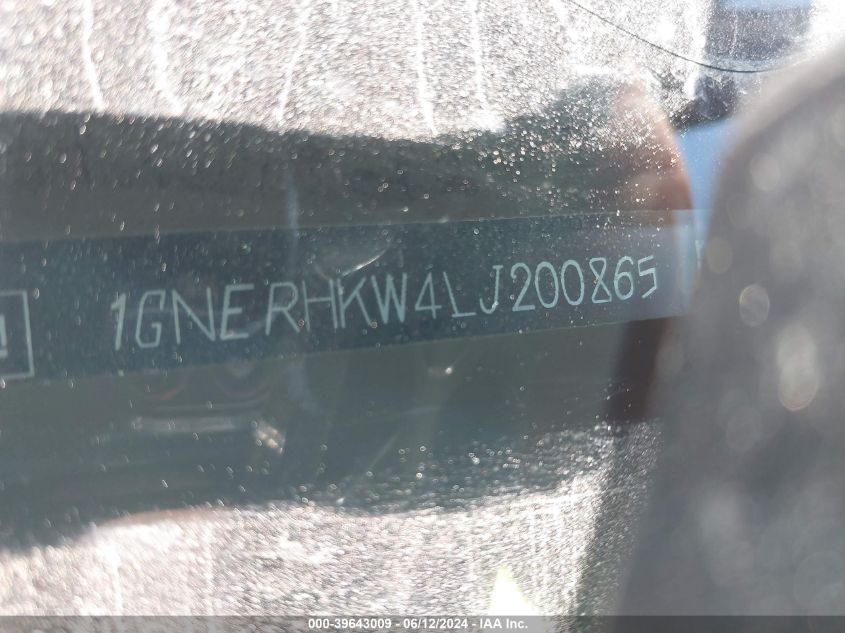 1GNERHKW4LJ200865
000-39643009 - 06/12/2024 - IAA Inc.